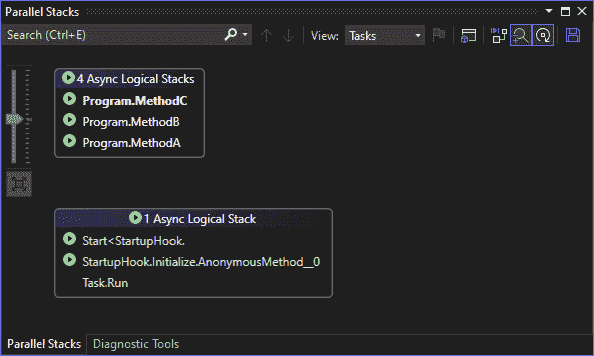 Parallel Stacks
Search (Ctrl+E)
View:
Tasks
4 Async Logical Stacks
Program.MethodC
Program.MethodB
Program.MethodA
1 Async Logical Stack
Start<StartupHook.
StartupHook.Initialize.AnonymousMethod__0
Task.Run
Parallel Stacks
Diagnostic Tools